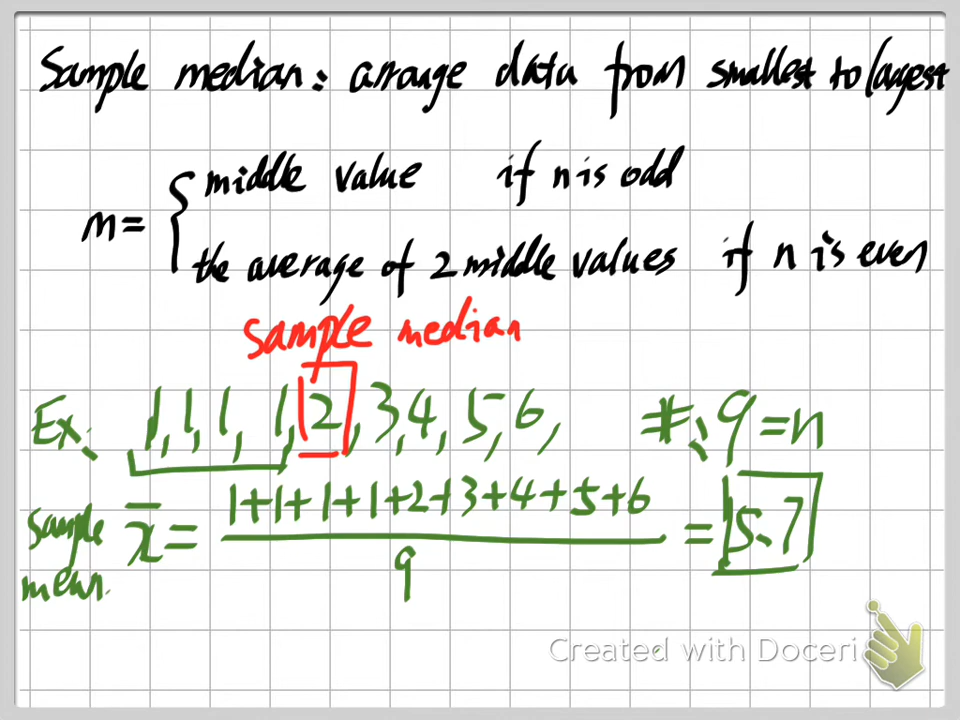 Sample median: arrange data from smallest to largest
m = { middle value if n is odd
the average of 2 middle values if n is even
Sample median
Ex. 1, 1, 1, 1, 2, 3, 4, 5, 6, #: 9 = n
Sample mean. x̄ = (1+1+1+1+2+3+4+5+6)/9 = 5.7
Created with Doceri